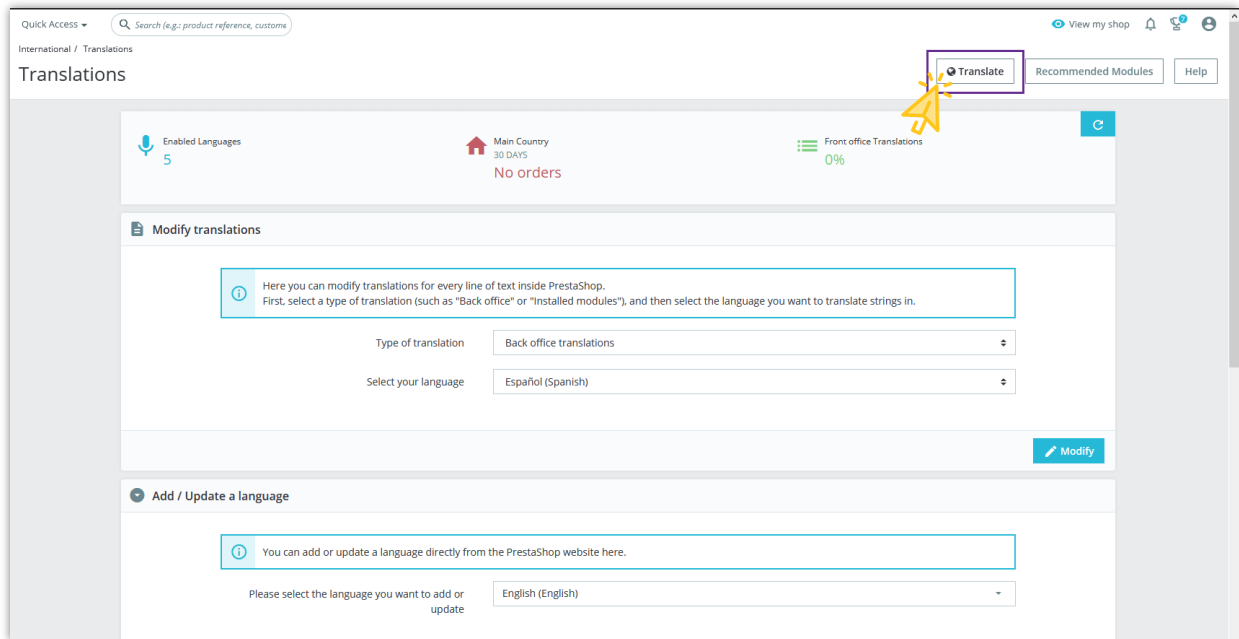 Quick Access
Search (e.g.: product reference, custome
View my shop
7
International / Translations
Translations
Translate
Recommended Modules
Help
Enabled Languages
5
Main Country
30 DAYS
No orders
Front office Translations
0%
Modify translations
Here you can modify translations for every line of text inside PrestaShop.
First, select a type of translation (such as "Back office" or "Installed modules"), and then select the language you want to translate strings in.
Type of translation
Back office translations
Select your language
Español (Spanish)
Modify
Add / Update a language
You can add or update a language directly from the PrestaShop website here.
Please select the language you want to add or
update
English (English)